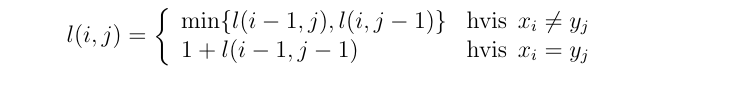 l(i, j) = { min{l(i − 1, j), l(i, j − 1)} hvis x_i ≠ y_j
1 + l(i − 1, j − 1) hvis x_i = y_j